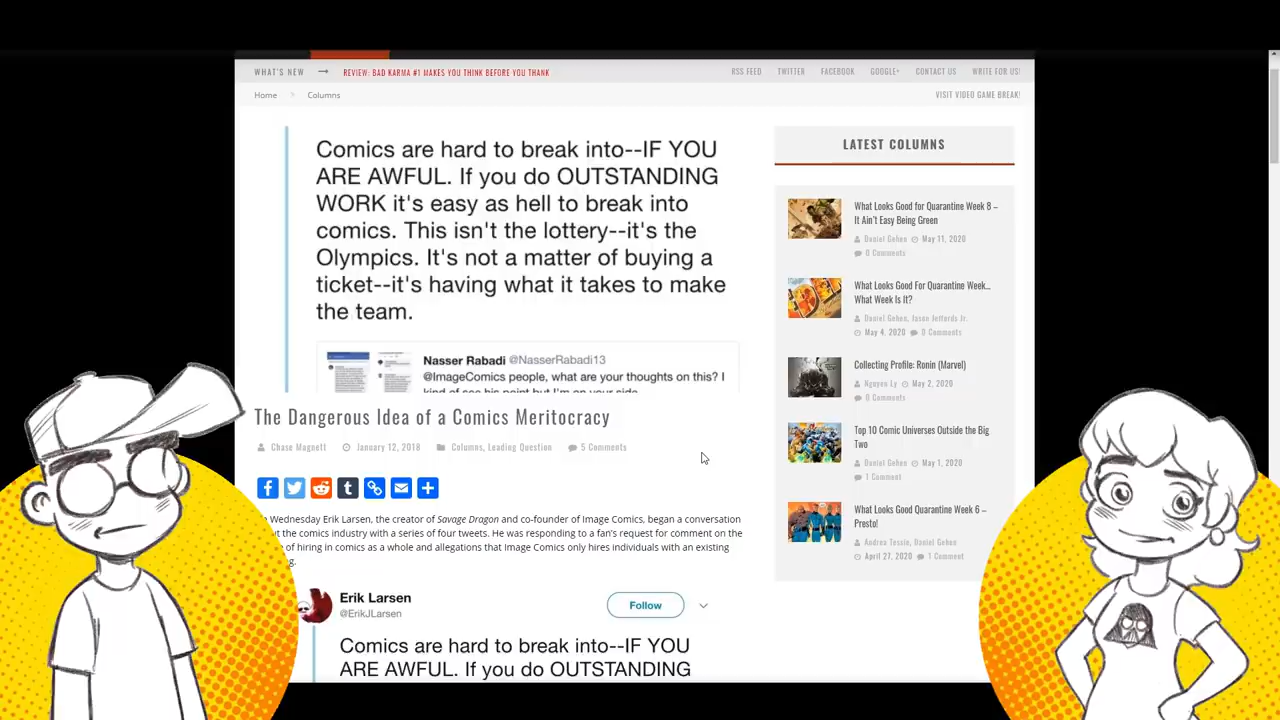 WHAT'S NEW → REVIEW: BAD KARMA #1 MAKES YOU THINK BEFORE YOU THANK
RSS FEED TWITTER FACEBOOK GOOGLE+ CONTACT US WRITE FOR US!
Home Columns
VISIT VIDEO GAME BREAK!
Comics are hard to break into--IF YOU
ARE AWFUL. If you do OUTSTANDING
WORK it's easy as hell to break into
comics. This isn't the lottery--it's the
Olympics. It's not a matter of buying a
ticket--it's having what it takes to make
the team.
Nasser Rabadi @NasserRabadi13
@ImageComics people, what are your thoughts on this? I
kind of see his point but I'm on your side
The Dangerous Idea of a Comics Meritocracy
Chase Magnett January 12, 2018 Columns, Leading Question 5 Comments
Wednesday Erik Larsen, the creator of Savage Dragon and co-founder of Image Comics, began a conversation
the comics industry with a series of four tweets. He was responding to a fan's request for comment on the
of hiring in comics as a whole and allegations that Image Comics only hires individuals with an existing
Erik Larsen
@ErikJLarsen
Follow
Comics are hard to break into--IF YOU
ARE AWFUL. If you do OUTSTANDING
LATEST COLUMNS
What Looks Good for Quarantine Week 8 –
It Ain't Easy Being Green
Daniel Gehen May 11, 2020
0 Comments
What Looks Good For Quarantine Week…
What Week Is It?
Daniel Gehen, Jason Jeffords Jr.
May 4, 2020 0 Comments
Collecting Profile: Ronin (Marvel)
Nguyen Ly May 2, 2020
0 Comments
Top 10 Comic Universes Outside the Big
Two
Daniel Gehen May 1, 2020
1 Comment
What Looks Good Quarantine Week 6 –
Presto!
Andrea Tessie, Daniel Gehen
April 27, 2020 1 Comment